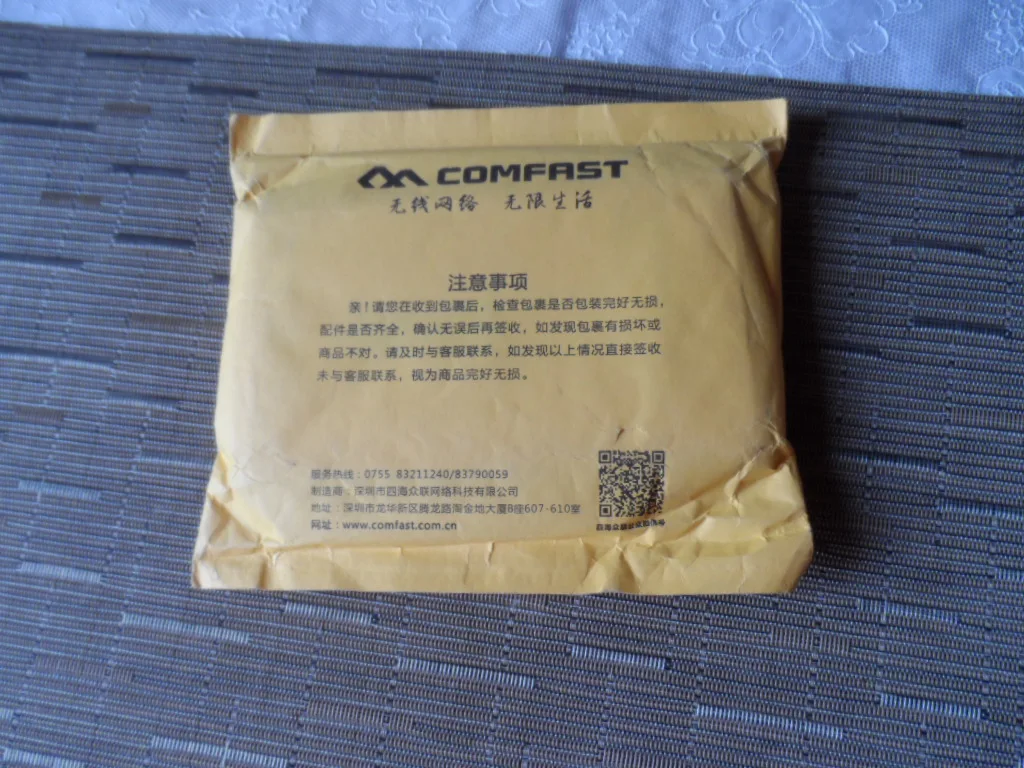 COMFAST
无线网络 无限生活
注意事项
亲！请您在收到包裹后，检查包裹是否包装完好无损，
配件是否齐全，确认无误后再签收，如发现包裹有损坏或
商品不对。请及时与客服联系，如发现以上情况直接签收
未与客服联系，视为商品完好无损。
服务热线：0755 83211240/83790059
制造商：深圳市四海众联网络科技有限公司
地址：深圳市龙华新区腾龙路淘金地大厦B座607-610室
网址：www.comfast.com.cn
四海众联